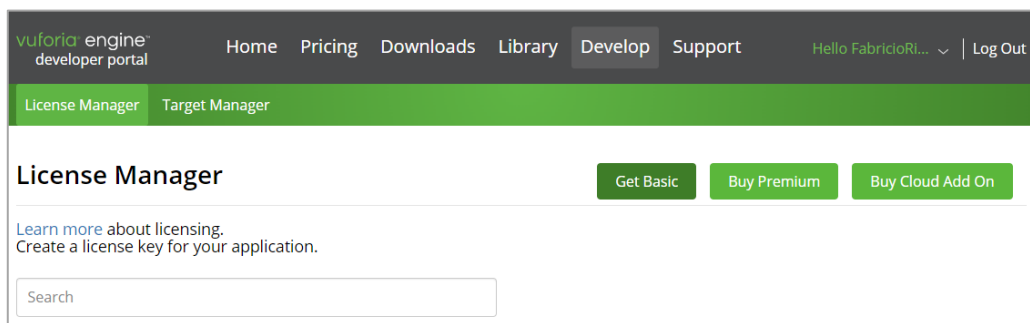 vuforia engine™
developer portal
Home Pricing Downloads Library Develop Support
Hello FabricioRi... Log Out
License Manager Target Manager
License Manager
Get Basic Buy Premium Buy Cloud Add On
Learn more about licensing.
Create a license key for your application.
Search